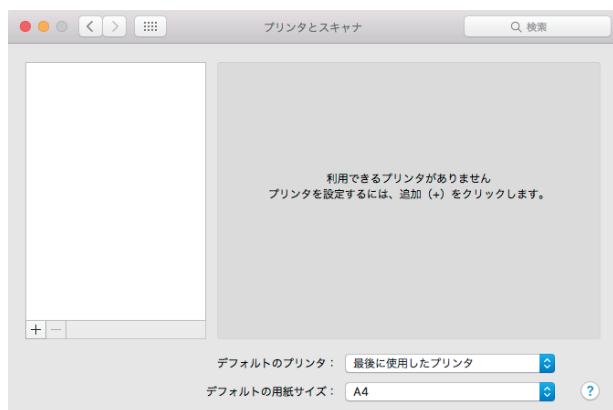 プリンタとスキャナ
検索
利用できるプリンタがありません
プリンタを設定するには、追加（+）をクリックします。
+ −
デフォルトのプリンタ： 最後に使用したプリンタ
デフォルトの用紙サイズ： A4
?